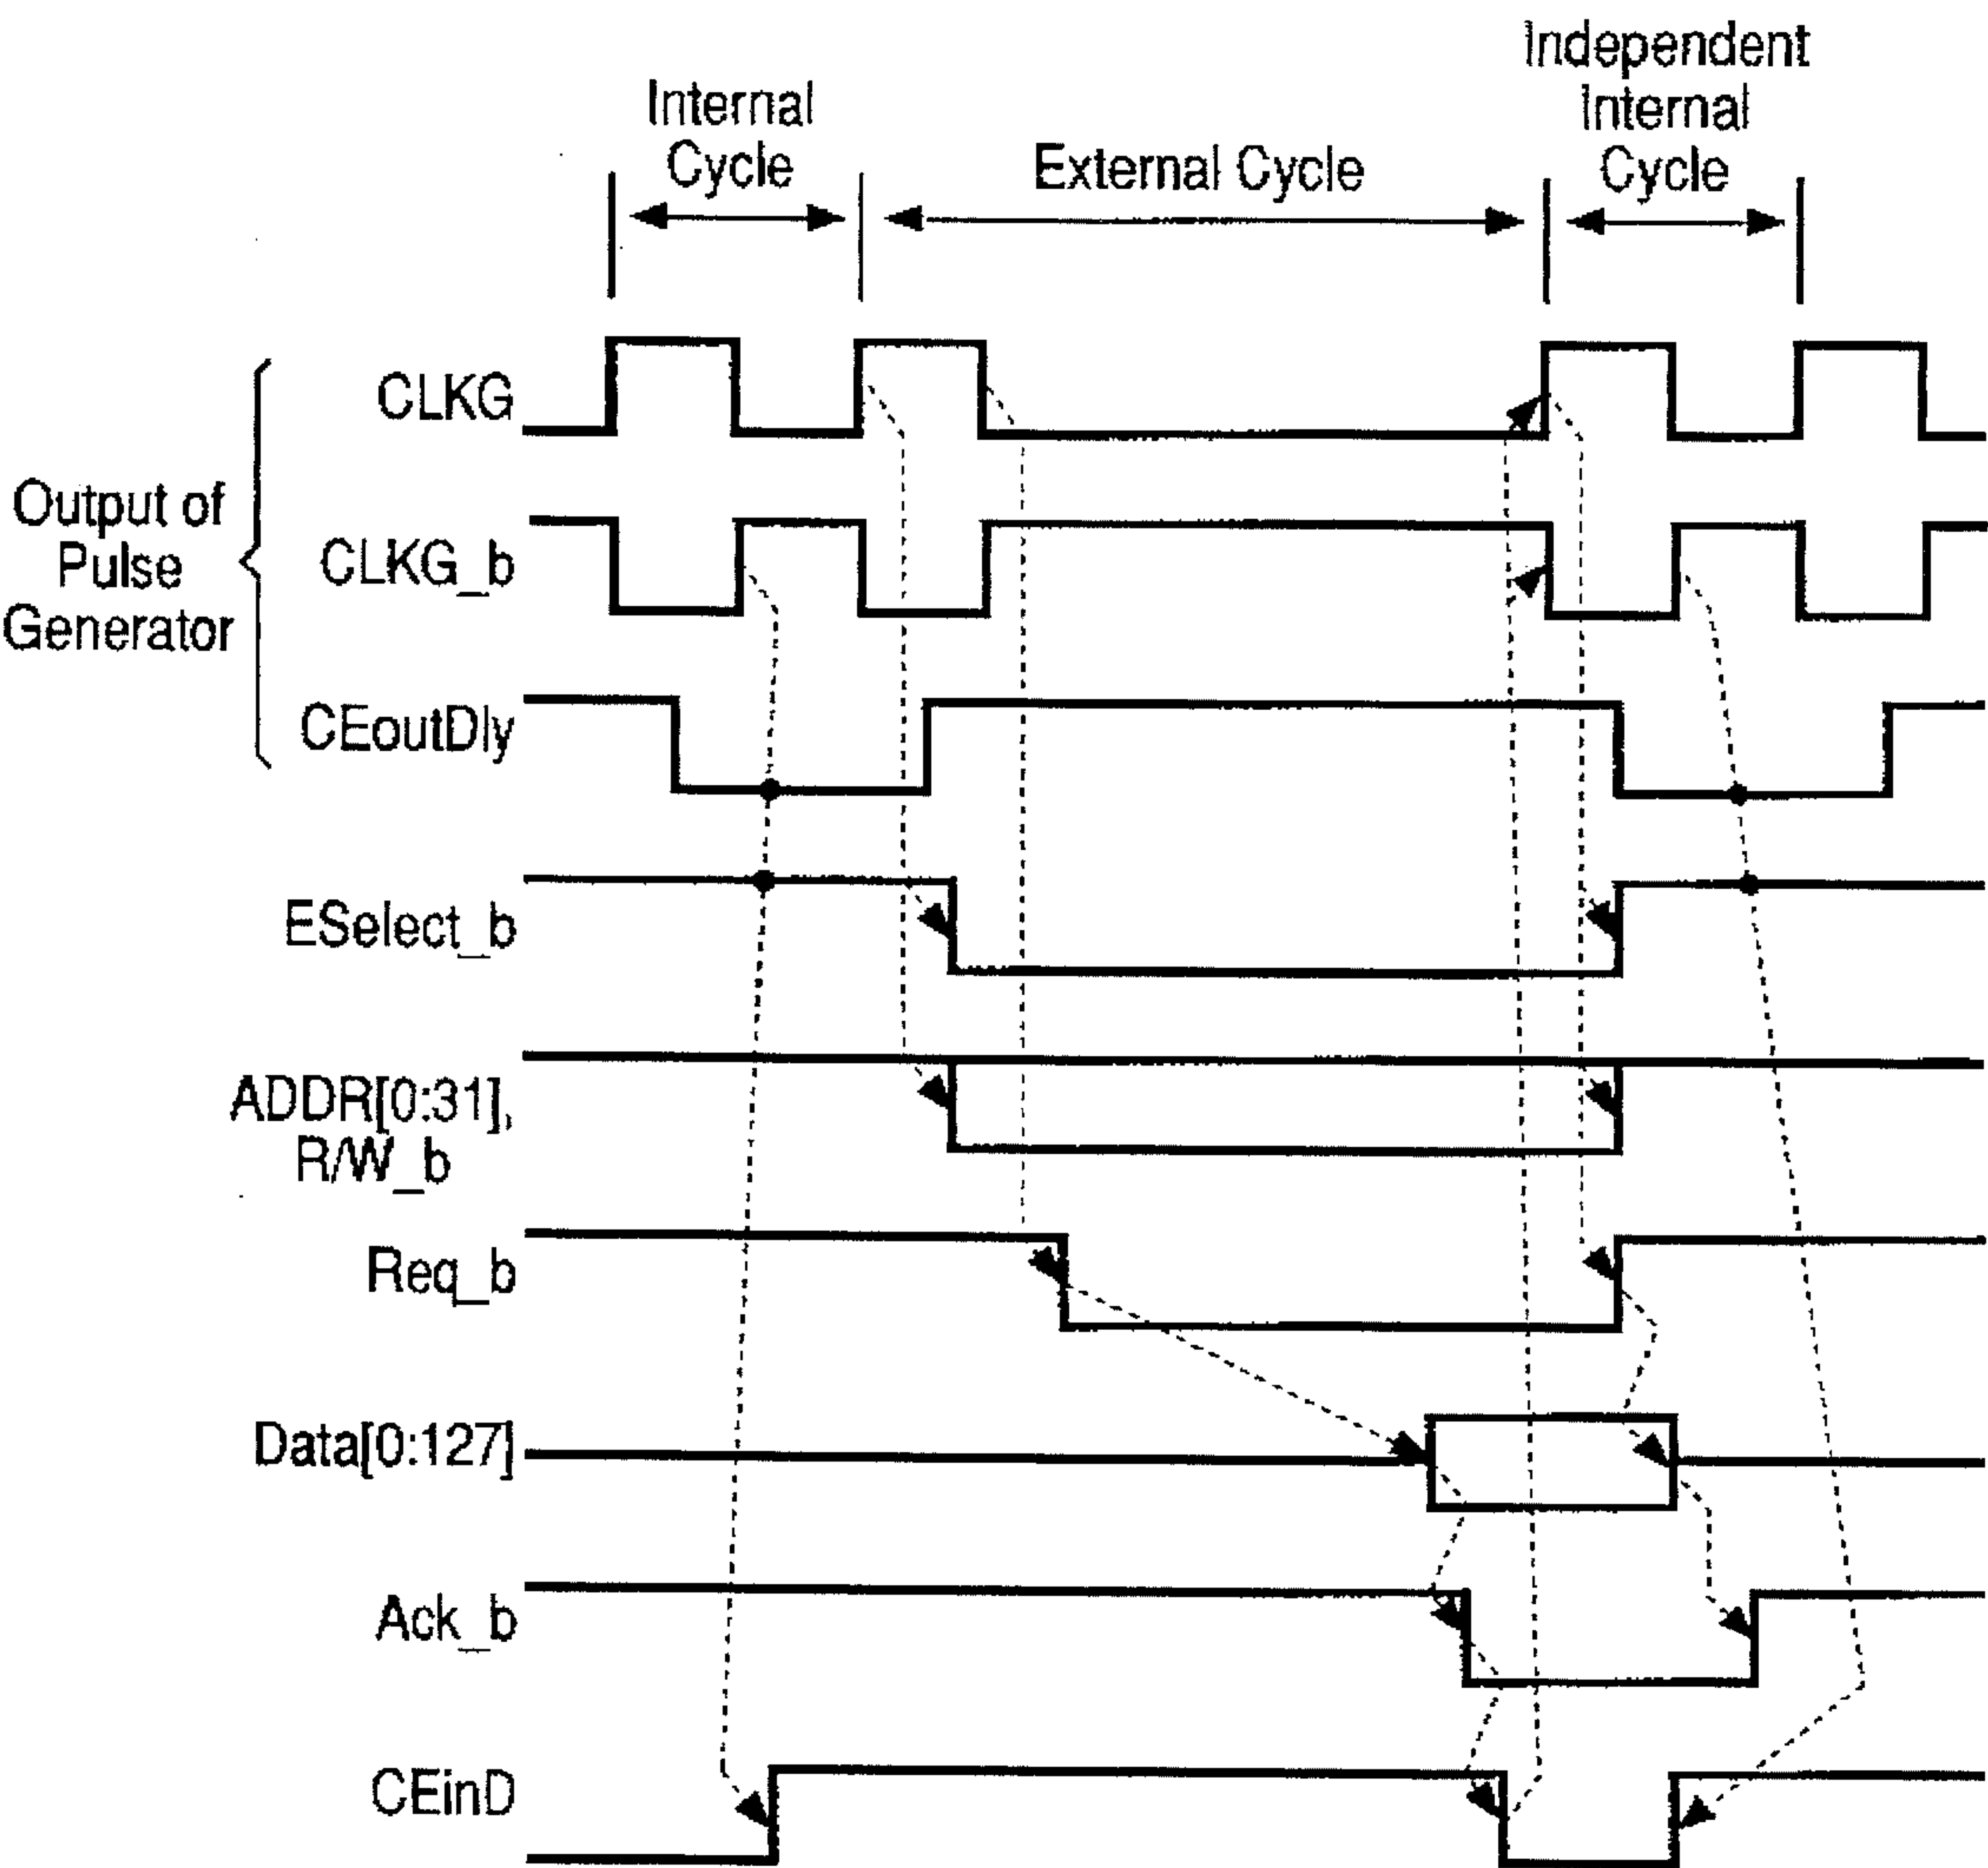 Internal
Cycle
External Cycle
Independent
Internal
Cycle
Output of
Pulse
Generator
CLKG
CLKG_b
CEoutDly
ESelect_b
ADDR[0:31],
R/W_b
Req_b
Data[0:127]
Ack_b
CEinD